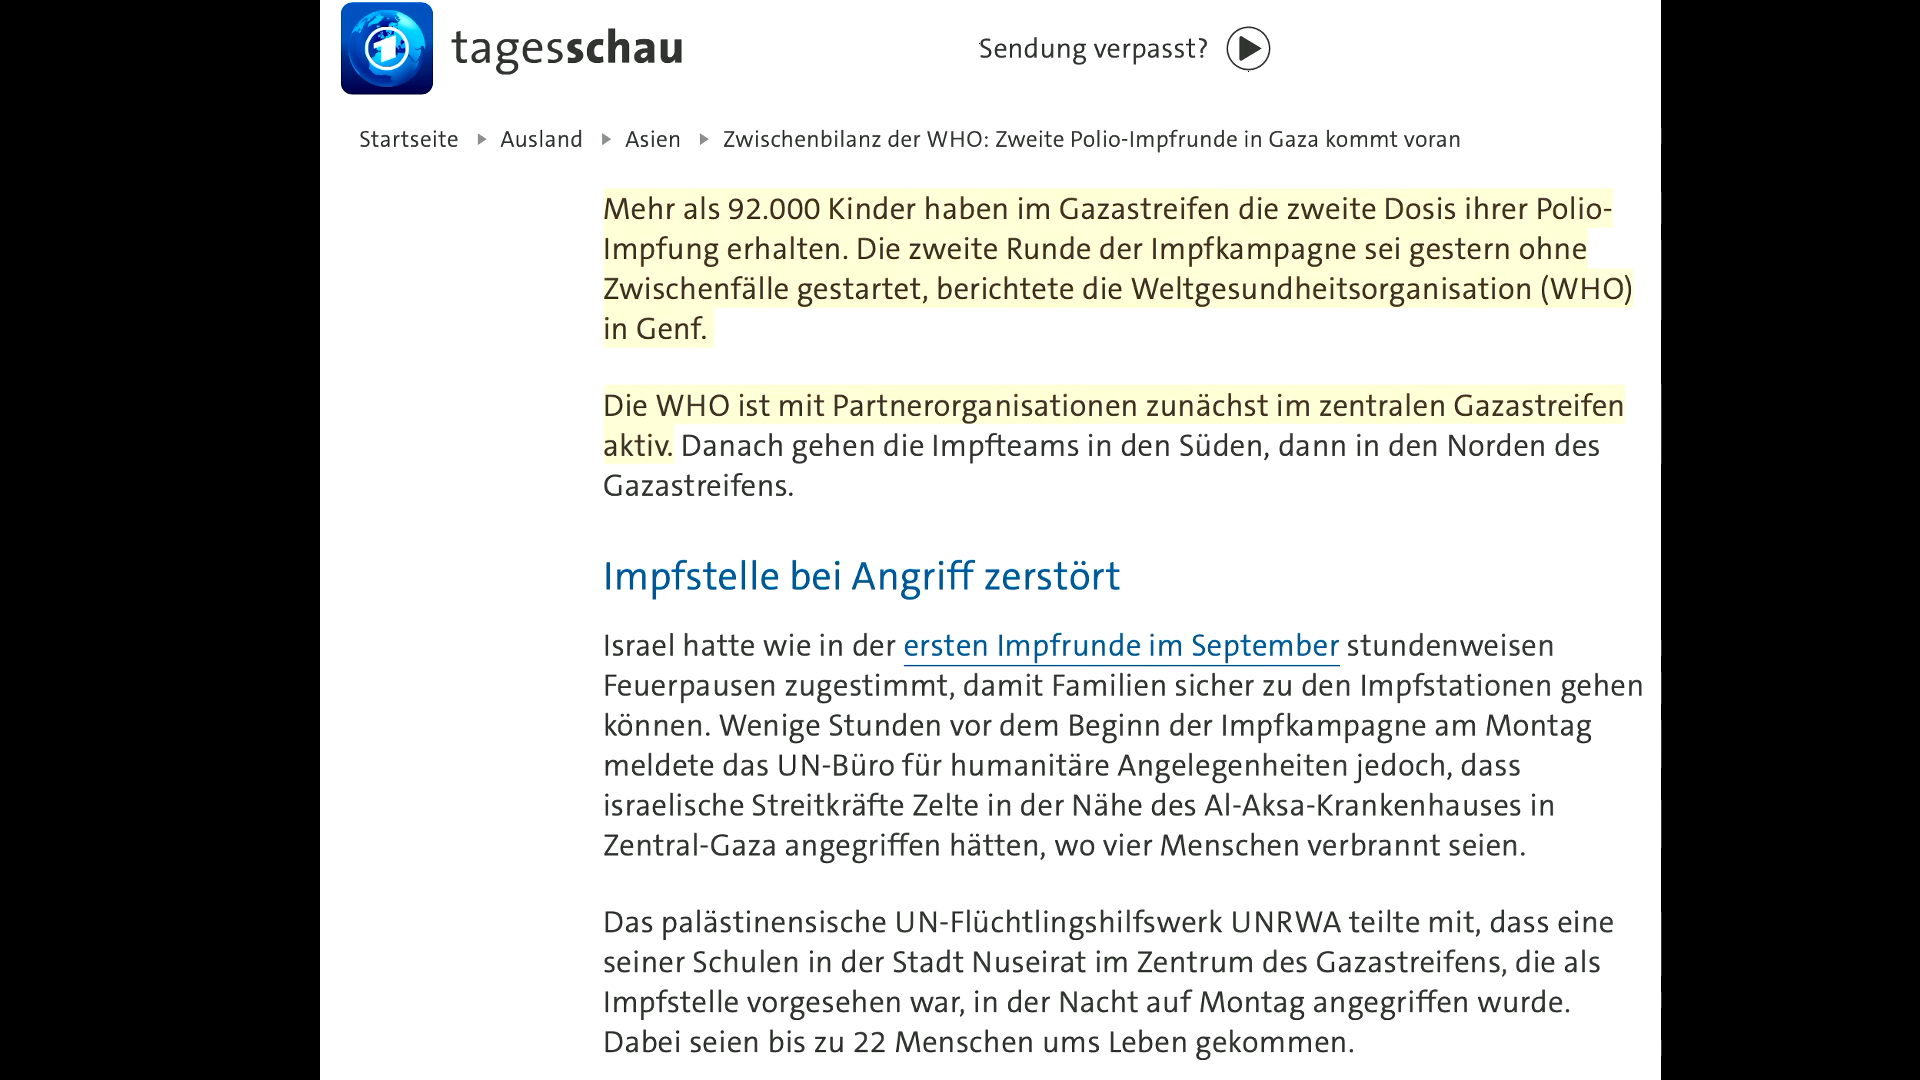 tagesschau
Sendung verpasst?
Startseite Ausland Asien Zwischenbilanz der WHO: Zweite Polio-Impfrunde in Gaza kommt voran
Mehr als 92.000 Kinder haben im Gazastreifen die zweite Dosis ihrer Polio-
Impfung erhalten. Die zweite Runde der Impfkampagne sei gestern ohne
Zwischenfälle gestartet, berichtete die Weltgesundheitsorganisation (WHO)
in Genf.
Die WHO ist mit Partnerorganisationen zunächst im zentralen Gazastreifen
aktiv. Danach gehen die Impfteams in den Süden, dann in den Norden des
Gazastreifens.
Impfstelle bei Angriff zerstört
Israel hatte wie in der ersten Impfrunde im September stundenweisen
Feuerpausen zugestimmt, damit Familien sicher zu den Impfstationen gehen
können. Wenige Stunden vor dem Beginn der Impfkampagne am Montag
meldete das UN-Büro für humanitäre Angelegenheiten jedoch, dass
israelische Streitkräfte Zelte in der Nähe des Al-Aksa-Krankenhauses in
Zentral-Gaza angegriffen hätten, wo vier Menschen verbrannt seien.
Das palästinensische UN-Flüchtlingshilfswerk UNRWA teilte mit, dass eine
seiner Schulen in der Stadt Nuseirat im Zentrum des Gazastreifens, die als
Impfstelle vorgesehen war, in der Nacht auf Montag angegriffen wurde.
Dabei seien bis zu 22 Menschen ums Leben gekommen.